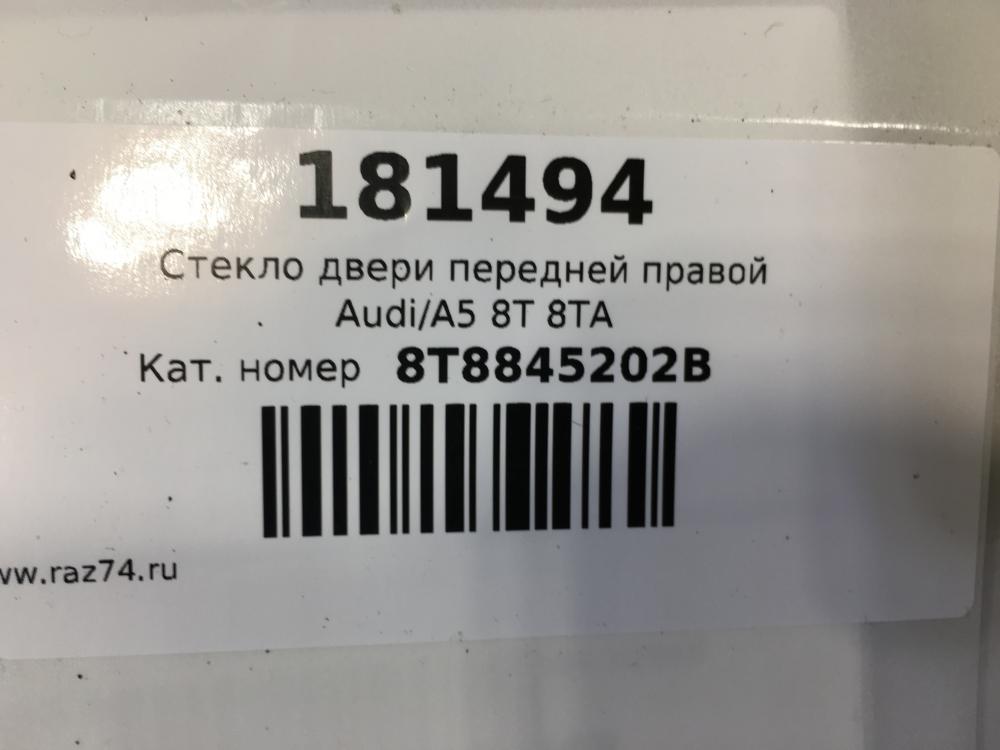 181494
Стекло двери передней правой
Audi/A5 8T 8TA
Кат. номер 8T8845202B
ww.raz74.ru